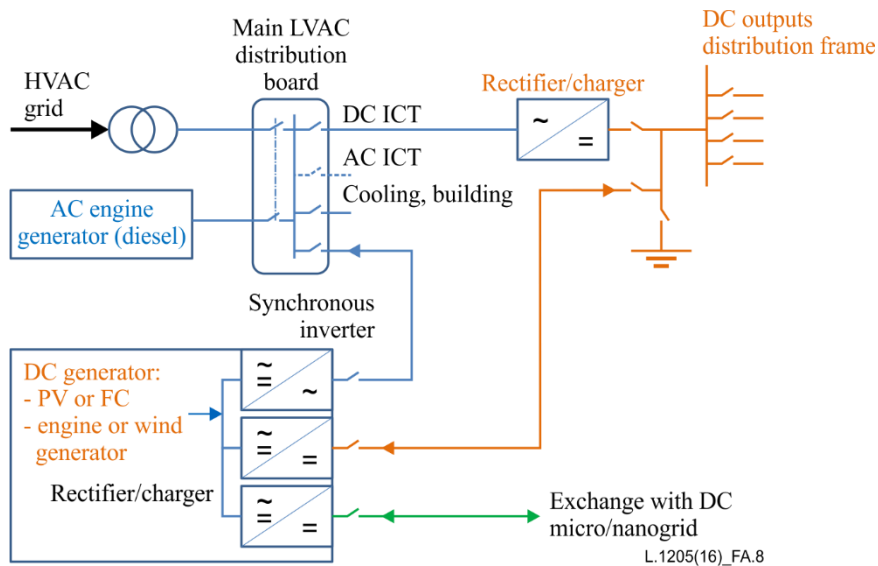 Main LVAC
distribution
board
DC outputs
distribution frame
HVAC
grid
Rectifier/charger
DC ICT
~
=
AC ICT
Cooling, building
AC engine
generator (diesel)
Synchronous
inverter
DC generator:
- PV or FC
- engine or wind
generator
Rectifier/charger
~
=
~
~
=
=
~
=
=
Exchange with DC
micro/nanogrid
L.1205(16)_FA.8